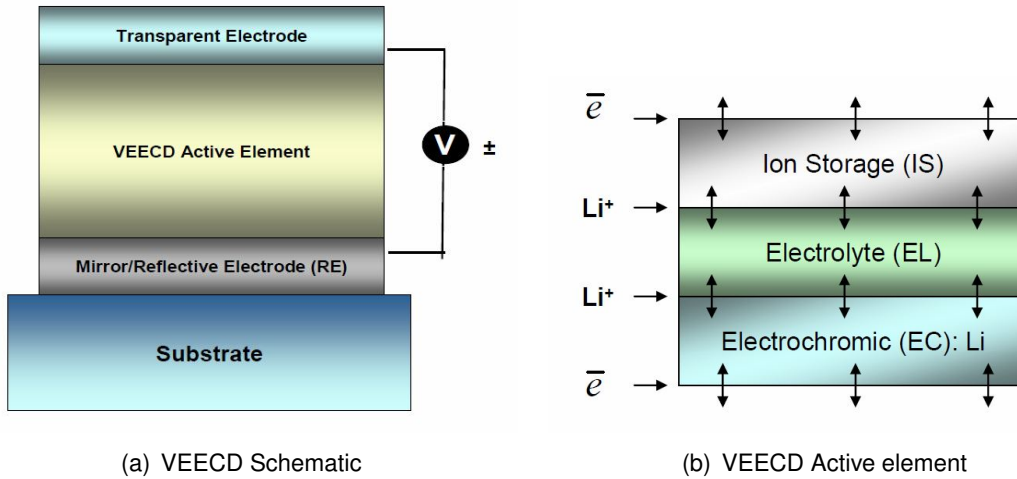 Transparent Electrode
VEECD Active Element
V
±
Mirror/Reflective Electrode (RE)
Substrate
(a) VEECD Schematic
e̅
Ion Storage (IS)
Li⁺
Electrolyte (EL)
Li⁺
Electrochromic (EC): Li
e̅
(b) VEECD Active element